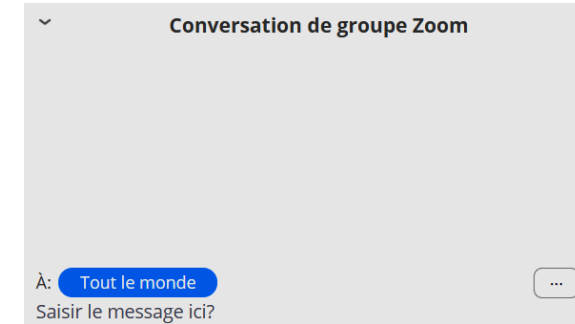 Conversation de groupe Zoom
À: Tout le monde
...
Saisir le message ici?